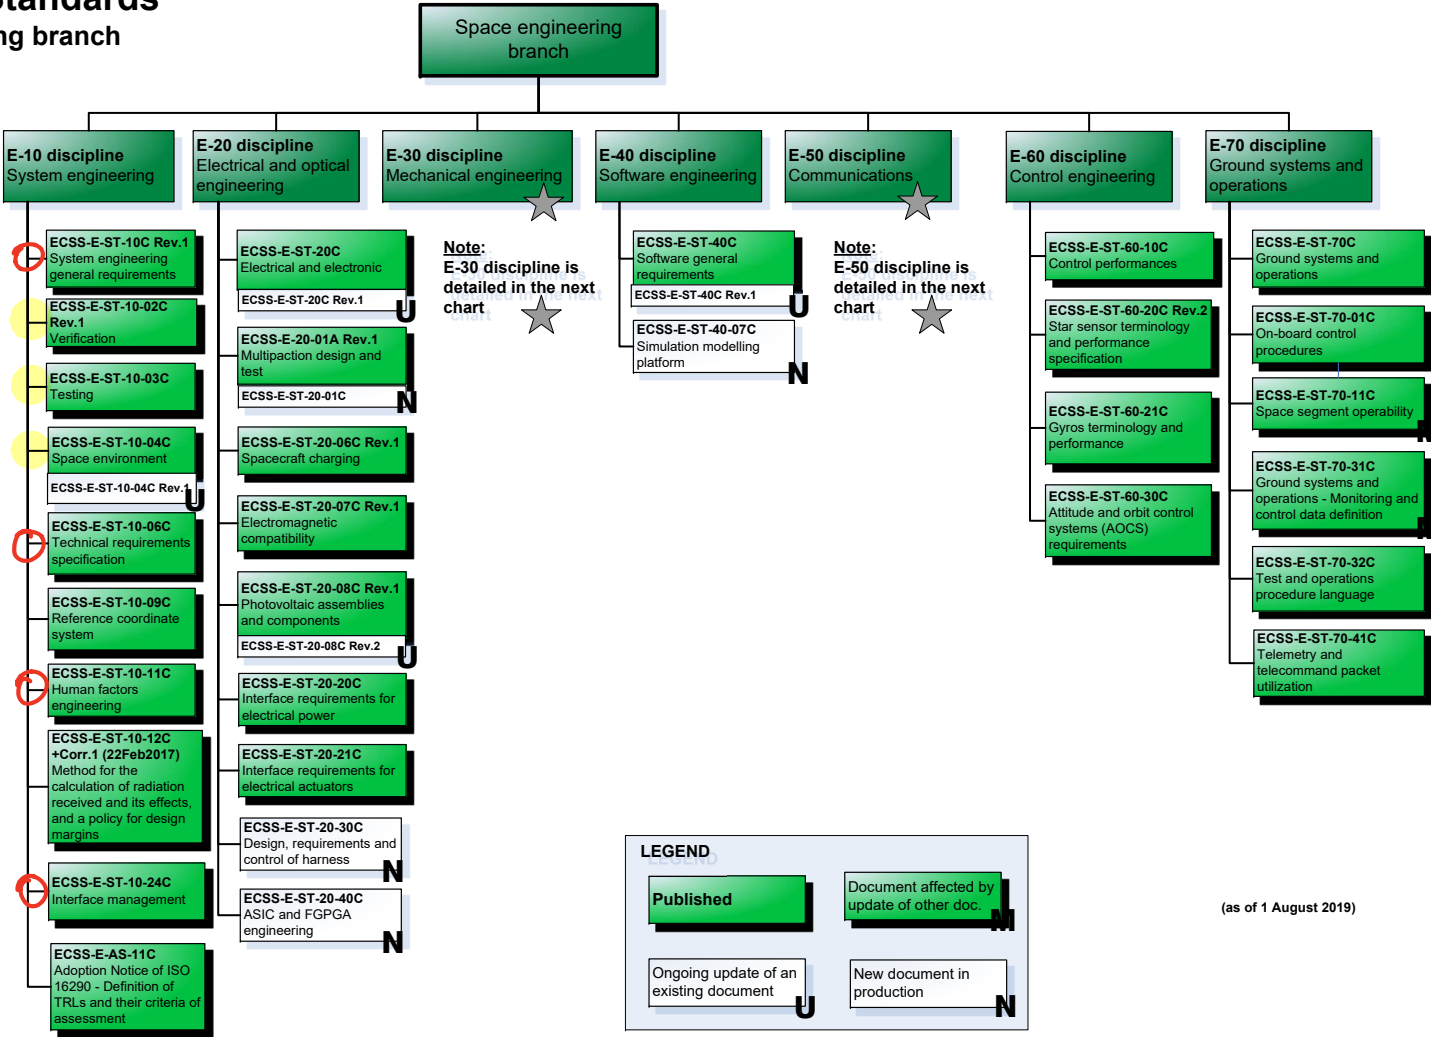 tandards
ng branch
Space engineering
branch
E-10 discipline
System engineering
E-20 discipline
Electrical and optical
engineering
E-30 discipline
Mechanical engineering
E-40 discipline
Software engineering
E-50 discipline
Communications
E-60 discipline
Control engineering
E-70 discipline
Ground systems and
operations
ECSS-E-ST-10C Rev.1
System engineering
general requirements
ECSS-E-ST-10-02C
Rev.1
Verification
ECSS-E-ST-10-03C
Testing
ECSS-E-ST-10-04C
Space environment
ECSS-E-ST-10-04C Rev.1
U
ECSS-E-ST-10-06C
Technical requirements
specification
ECSS-E-ST-10-09C
Reference coordinate
system
ECSS-E-ST-10-11C
Human factors
engineering
ECSS-E-ST-10-12C
+Corr.1 (22Feb2017)
Method for the
calculation of radiation
received and its effects,
and a policy for design
margins
ECSS-E-ST-10-24C
Interface management
ECSS-E-AS-11C
Adoption Notice of ISO
16290 - Definition of
TRLs and their criteria of
assessment
ECSS-E-ST-20C
Electrical and electronic
ECSS-E-ST-20C Rev.1
U
ECSS-E-20-01A Rev.1
Multipaction design and
test
ECSS-E-ST-20-01C
N
ECSS-E-ST-20-06C Rev.1
Spacecraft charging
ECSS-E-ST-20-07C Rev.1
Electromagnetic
compatibility
ECSS-E-ST-20-08C Rev.1
Photovoltaic assemblies
and components
ECSS-E-ST-20-08C Rev.2
U
ECSS-E-ST-20-20C
Interface requirements for
electrical power
ECSS-E-ST-20-21C
Interface requirements for
electrical actuators
ECSS-E-ST-20-30C
Design, requirements and
control of harness
N
ECSS-E-ST-20-40C
ASIC and FGPGA
engineering
N
Note:
E-30 discipline is
detailed in the next
chart
ECSS-E-ST-40C
Software general
requirements
ECSS-E-ST-40C Rev.1
U
ECSS-E-ST-40-07C
Simulation modelling
platform
N
Note:
E-50 discipline is
detailed in the next
chart
ECSS-E-ST-60-10C
Control performances
ECSS-E-ST-60-20C Rev.2
Star sensor terminology
and performance
specification
ECSS-E-ST-60-21C
Gyros terminology and
performance
ECSS-E-ST-60-30C
Attitude and orbit control
systems (AOCS)
requirements
ECSS-E-ST-70C
Ground systems and
operations
ECSS-E-ST-70-01C
On-board control
procedures
ECSS-E-ST-70-11C
Space segment operability
ECSS-E-ST-70-31C
Ground systems and
operations - Monitoring and
control data definition
ECSS-E-ST-70-32C
Test and operations
procedure language
ECSS-E-ST-70-41C
Telemetry and
telecommand packet
utilization
LEGEND
Published
Document affected by
update of other doc.
M
Ongoing update of an
existing document
U
New document in
production
N
(as of 1 August 2019)